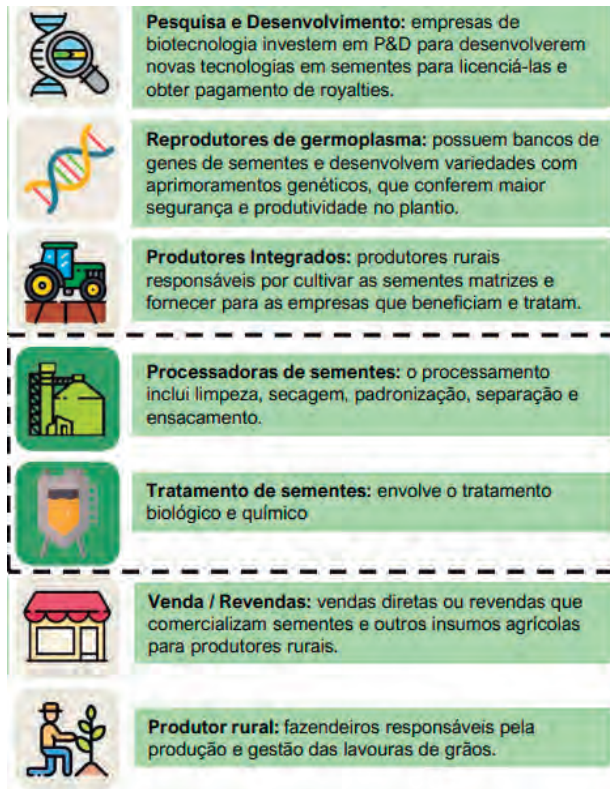 Pesquisa e Desenvolvimento: empresas de
biotecnologia investem em P&D para desenvolverem
novas tecnologias em sementes para licenciá-las e
obter pagamento de royalties.
Reprodutores de germoplasma: possuem bancos de
genes de sementes e desenvolvem variedades com
aprimoramentos genéticos, que conferem maior
segurança e produtividade no plantio.
Produtores Integrados: produtores rurais
responsáveis por cultivar as sementes matrizes e
fornecer para as empresas que beneficiam e tratam.
Processadoras de sementes: o processamento
inclui limpeza, secagem, padronização, separação e
ensacamento.
Tratamento de sementes: envolve o tratamento
biológico e químico
Venda / Revendas: vendas diretas ou revendas que
comercializam sementes e outros insumos agrícolas
para produtores rurais.
Produtor rural: fazendeiros responsáveis pela
produção e gestão das lavouras de grãos.